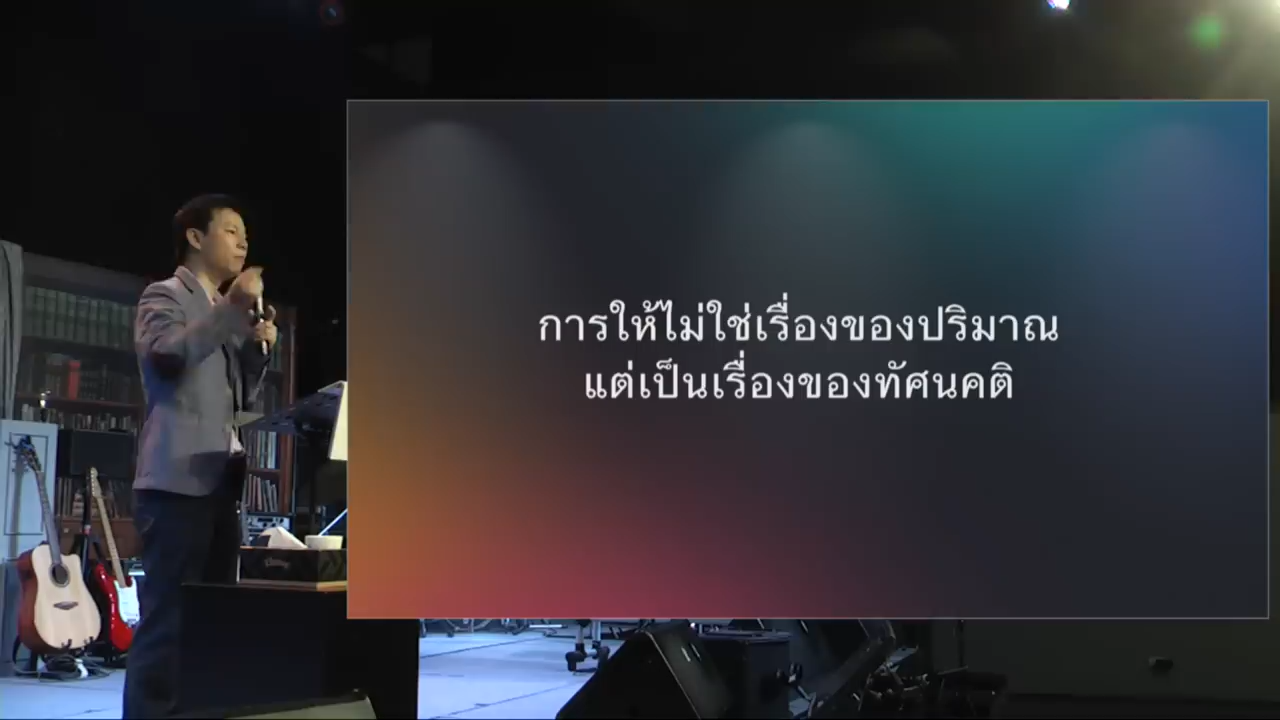 การให้ไม่ใช่เรื่องของปริมาณ
แต่เป็นเรื่องของทัศนคติ